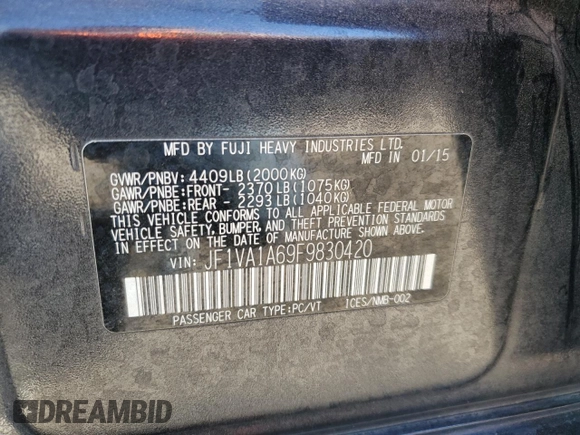 MFD BY FUJI HEAVY INDUSTRIES LTD.
MFD IN 01/15
GVWR/PNBV: 4409LB (2000KG)
GAWR/PNBE:FRONT- 2370 LB (1075KG)
GAWR/PNBE:REAR - 2293 LB (1040KG)
THIS VEHICLE CONFORMS TO ALL APPLICABLE FEDERAL MOTOR
VEHICLE SAFETY, BUMPER, AND THEFT PREVENTION STANDARDS
IN EFFECT ON THE DATE OF MANUFACTURE SHOWN ABOVE.
VIN: JF1VA1A69F9830420
PASSENGER CAR TYPE:PC/VT ICES/NMB-002
DREAMBID